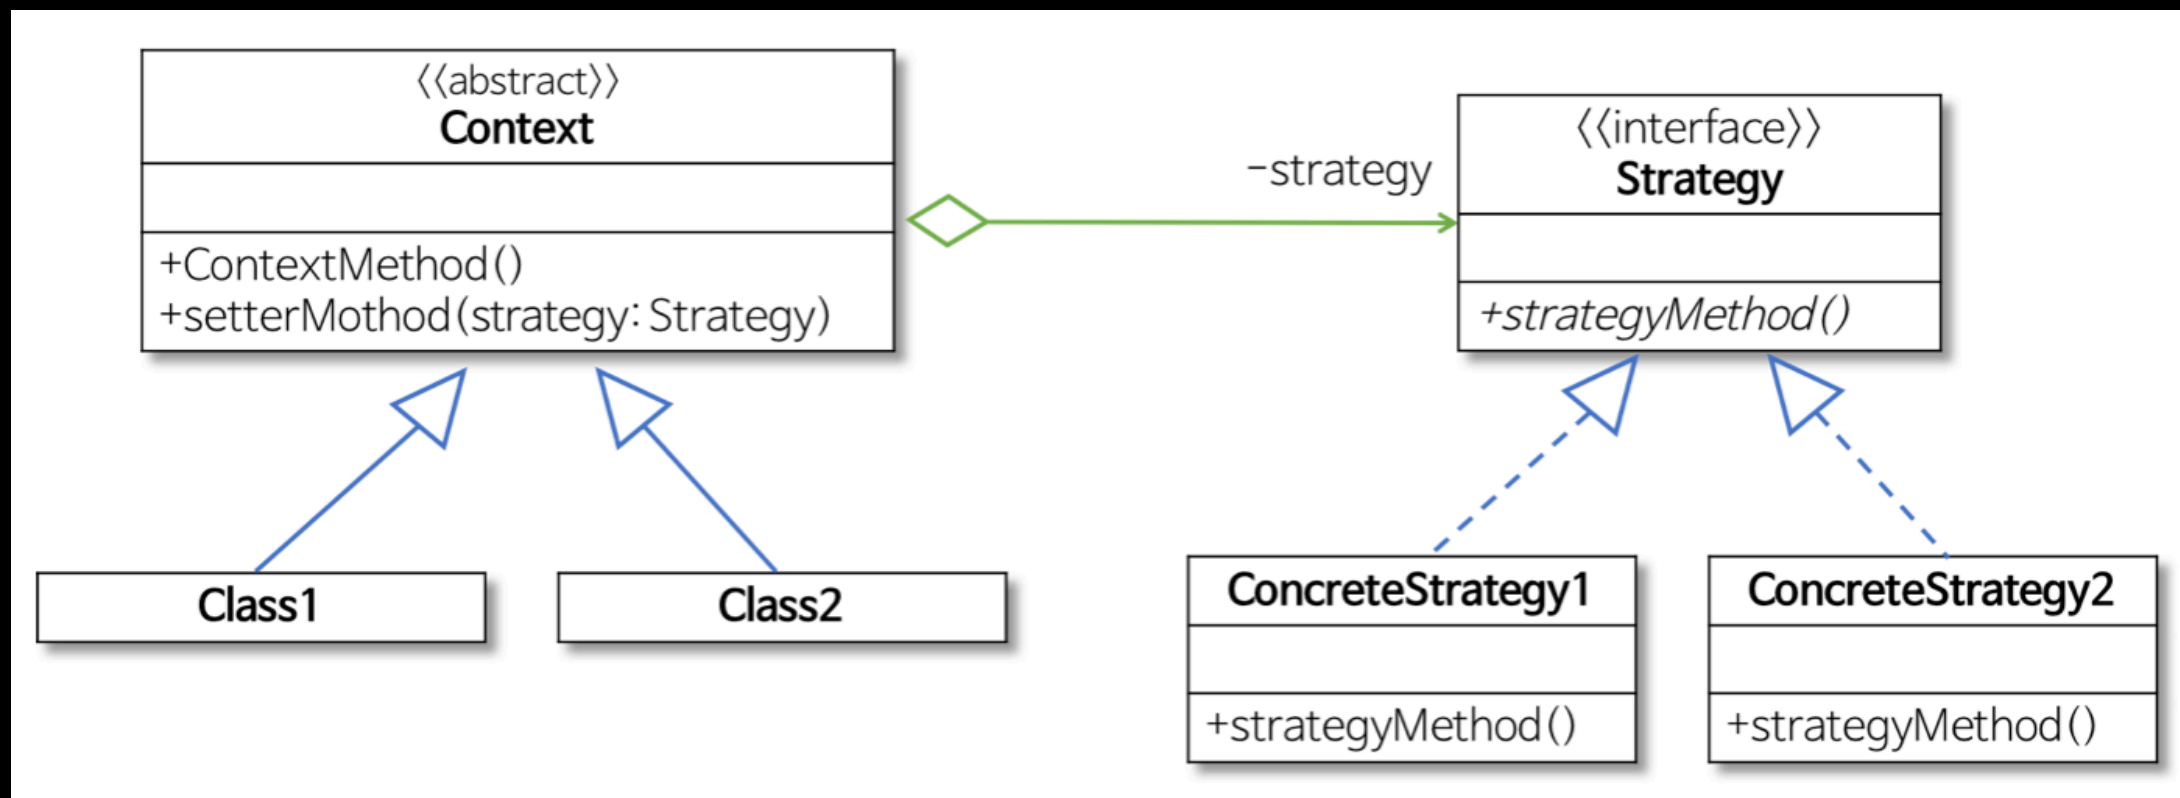 〈〈abstract〉〉
Context
+ContextMethod()
+setterMothod(strategy: Strategy)
-strategy
〈〈interface〉〉
Strategy
+strategyMethod()
Class1
Class2
ConcreteStrategy1
+strategyMethod()
ConcreteStrategy2
+strategyMethod()